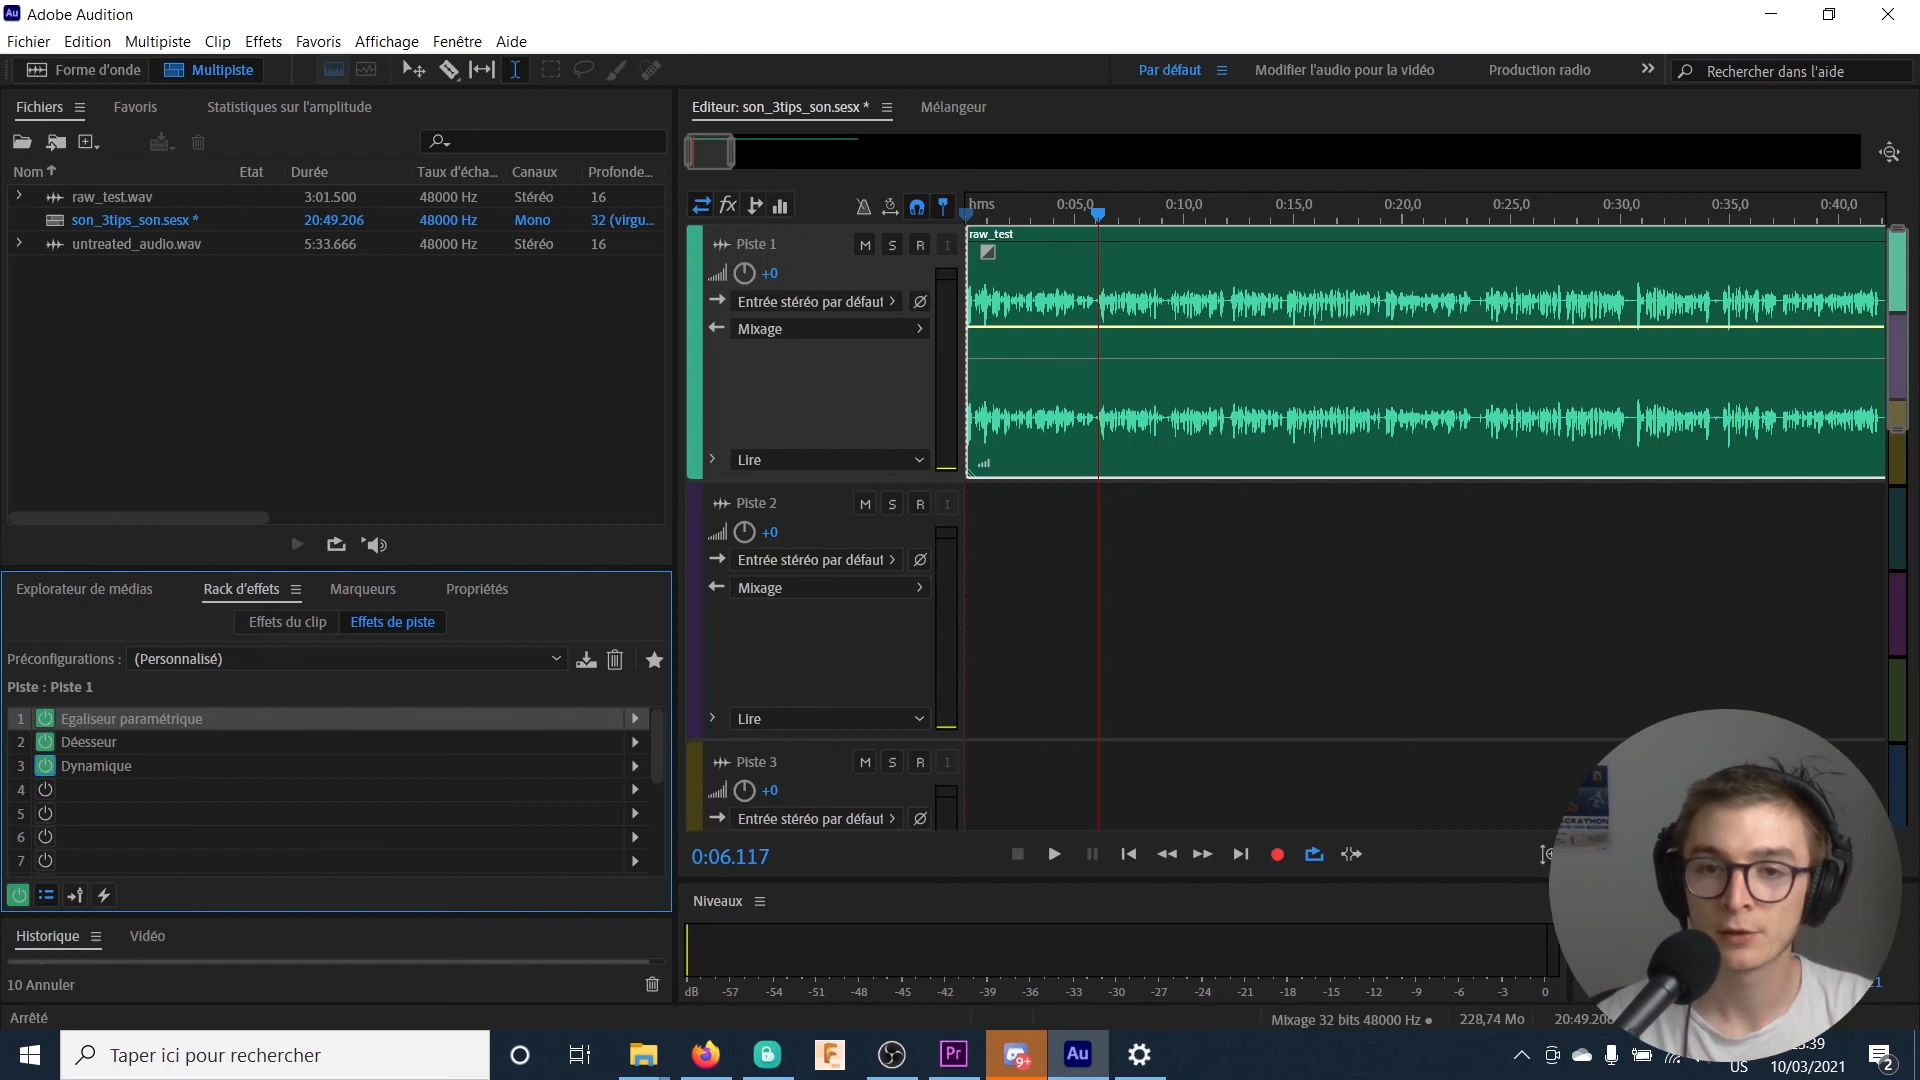 Adobe Audition
Fichier Edition Multipiste Clip Effets Favoris Affichage Fenêtre Aide
Forme d'onde Multipiste
Par défaut Modifier l'audio pour la vidéo Production radio Rechercher dans l'aide
Fichiers Favoris Statistiques sur l'amplitude
Nom Etat Durée Taux d'écha... Canaux Profonde...
raw_test.wav 3:01.500 48000 Hz Stéréo 16
son_3tips_son.sesx * 20:49.206 48000 Hz Mono 32 (virgu...
untreated_audio.wav 5:33.666 48000 Hz Stéréo 16
Explorateur de médias Rack d'effets Marqueurs Propriétés
Effets du clip Effets de piste
Préconfigurations : (Personnalisé)
Piste : Piste 1
1 Egaliseur paramétrique
2 Déesseur
3 Dynamique
4
5
6
7
Historique Vidéo
10 Annuler
Arrêté
Editeur: son_3tips_son.sesx * Mélangeur
fx hms 0:05,0 0:10,0 0:15,0 0:20,0 0:25,0 0:30,0 0:35,0 0:40,0
Piste 1 M S R I
+0
Entrée stéréo par défaut
Mixage
Lire
raw_test
Piste 2 M S R I
+0
Entrée stéréo par défaut
Mixage
Lire
Piste 3 M S R I
+0
Entrée stéréo par défaut
0:06.117
Niveaux
dB -57 -54 -51 -48 -45 -42 -39 -36 -33 -30 -27 -24 -21 -18 -15 -12 -9 -6 -3 0
Mixage 32 bits 48000 Hz 228,74 Mo 20:49.206
Taper ici pour rechercher
Pr 9+ Au
:39
US 10/03/2021 2